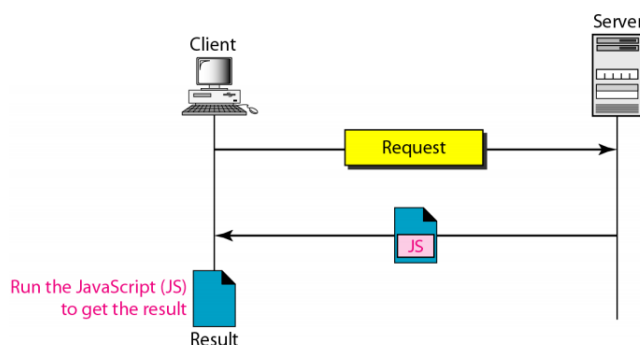 Server
Client
Request
JS
Run the JavaScript (JS)
to get the result
Result